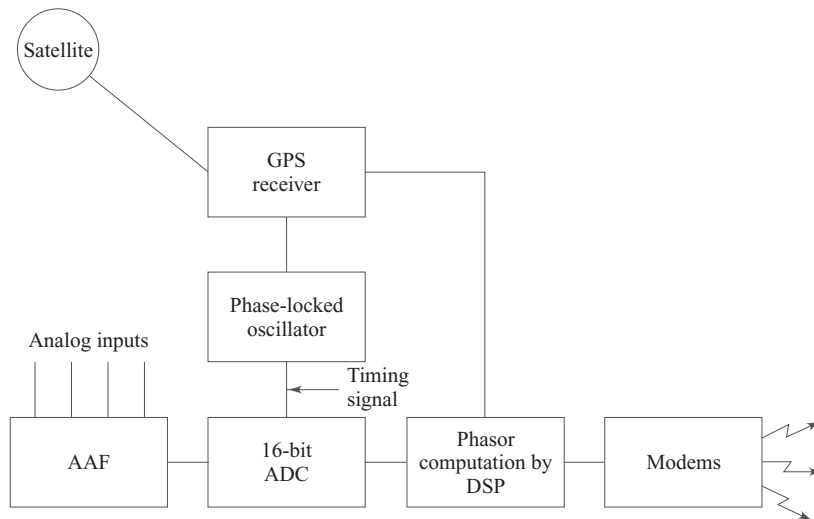 Satellite
GPS
receiver
Phase-locked
oscillator
Analog inputs
Timing
signal
AAF
16-bit
ADC
Phasor
computation by
DSP
Modems